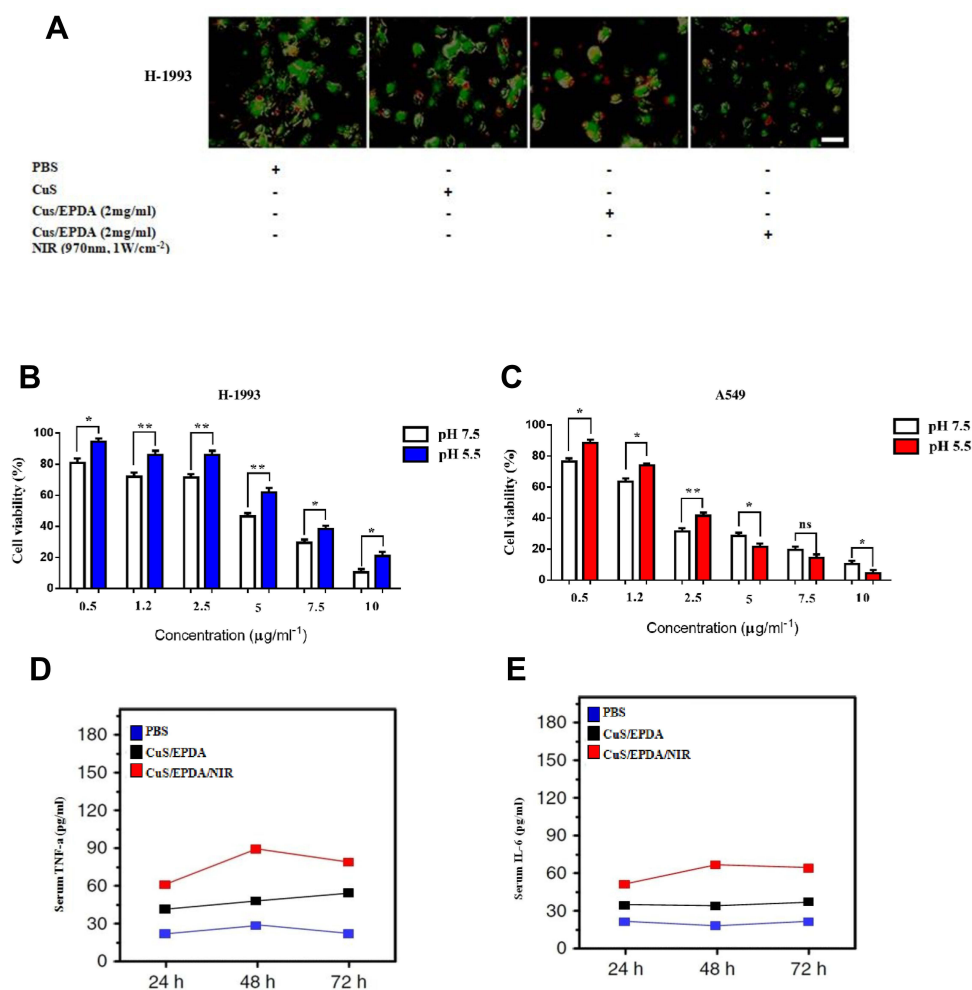 A
H-1993
PBS + - - -
CuS - + - -
Cus/EPDA (2mg/ml) - - + -
Cus/EPDA (2mg/ml) - - - +
NIR (970nm, 1W/cm-2)
B
H-1993
Cell viability (%)
100
80
60
40
20
0
* ** ** ** * *
pH 7.5
pH 5.5
0.5 1.2 2.5 5 7.5 10
Concentration (μg/ml-1)
C
A549
Cell viability (%)
100
80
60
40
20
0
* * ** * ns *
pH 7.5
pH 5.5
0.5 1.2 2.5 5 7.5 10
Concentration (μg/ml-1)
D
Serum TNF-a (pg/ml)
180
150
120
90
60
30
0
PBS
CuS/EPDA
CuS/EPDA/NIR
24 h 48 h 72 h
E
Serum IL-6 (pg/ml)
180
150
120
90
60
30
0
PBS
CuS/EPDA
CuS/EPDA/NIR
24 h 48 h 72 h